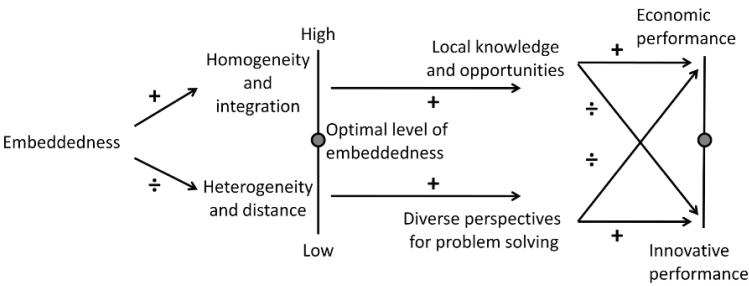 Economic
performance
High
Local knowledge
and opportunities
+
Homogeneity
and
integration
+
+
÷
Embeddedness
Optimal level of
embeddedness
÷
÷
Heterogeneity
and distance
+
Diverse perspectives
for problem solving
+
Low
Innovative
performance